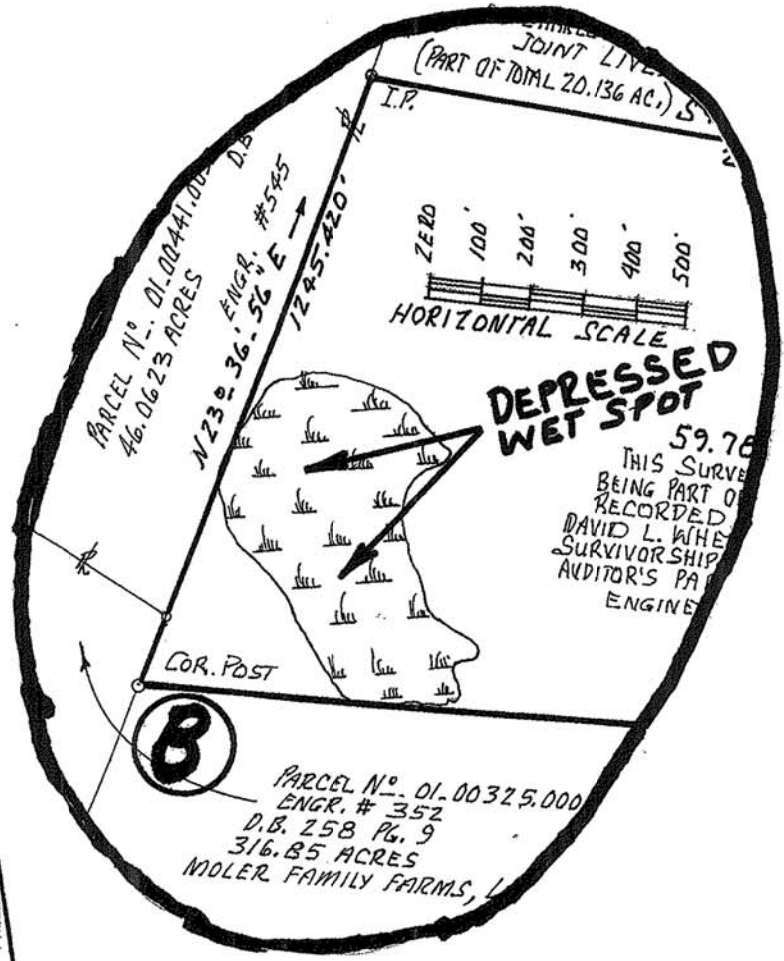 JOINT
(PART OF TOTAL 20.136 AC.) S
I.P.
PARCEL Nº. 01.00441.00
46.0623 ACRES
D.B.
ENGR. #545
N 23º 36' 56" E →
1245.420'
ZERO 100' 200' 300' 400' 500'
HORIZONTAL SCALE
DEPRESSED
WET SPOT
59.78
THIS SURVE
BEING PART O
RECORDED
DAVID L. WHE
SURVIVORSHIP
AUDITOR'S PA
ENGINE
COR. POST
B
PARCEL Nº. 01.00325.000
ENGR. # 352
D.B. 258 PG. 9
316.85 ACRES
MOLER FAMILY FARMS, L